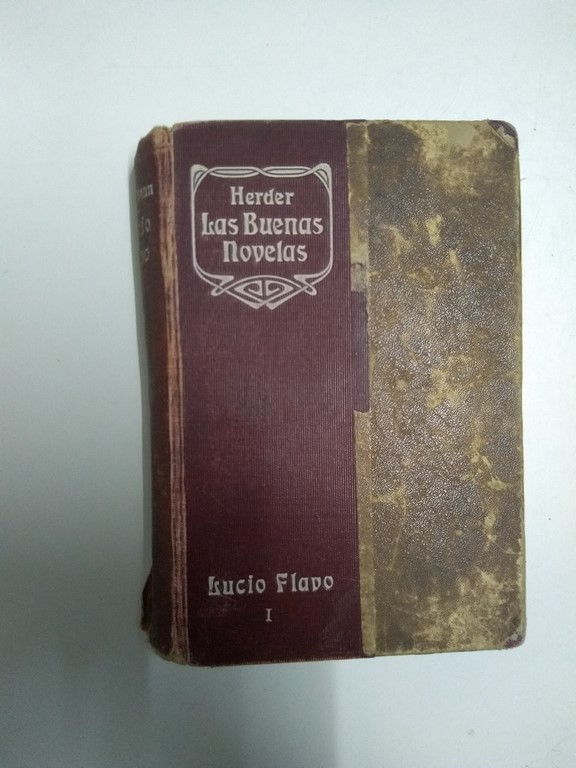 Herder
Las Buenas
Novelas
Lucio Flavo
I